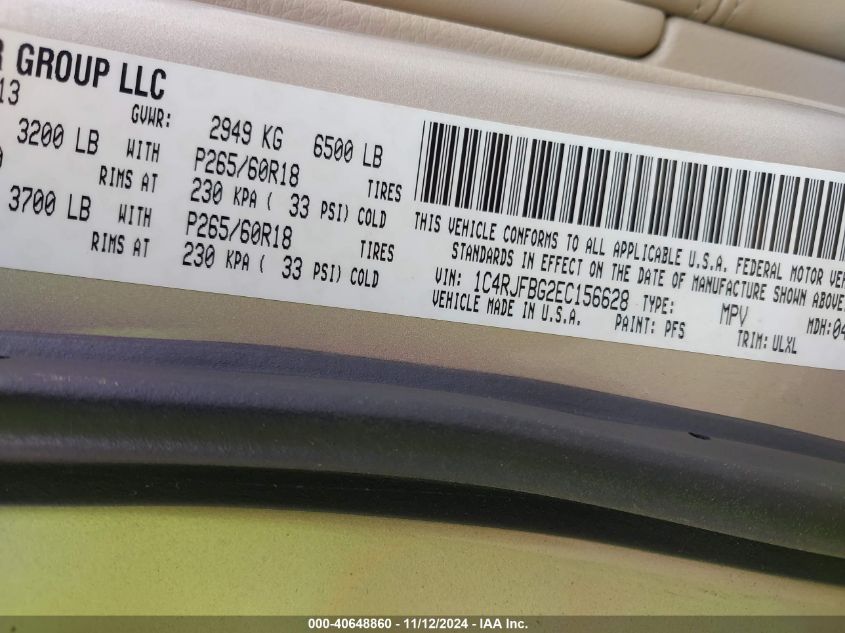 R GROUP LLC
13
GVWR: 2949 KG 6500 LB
3200 LB WITH P265/60R18 TIRES
RIMS AT 230 KPA ( 33 PSI) COLD
3700 LB WITH P265/60R18 TIRES
RIMS AT 230 KPA ( 33 PSI) COLD
THIS VEHICLE CONFORMS TO ALL APPLICABLE U.S.A. FEDERAL MOTOR VEH
STANDARDS IN EFFECT ON THE DATE OF MANUFACTURE SHOWN ABOVE
VIN: 1C4RJFBG2EC156628 TYPE: MPV MDH:04
VEHICLE MADE IN U.S.A. PAINT: PFS TRIM: ULXL
000-40648860 - 11/12/2024 - IAA Inc.